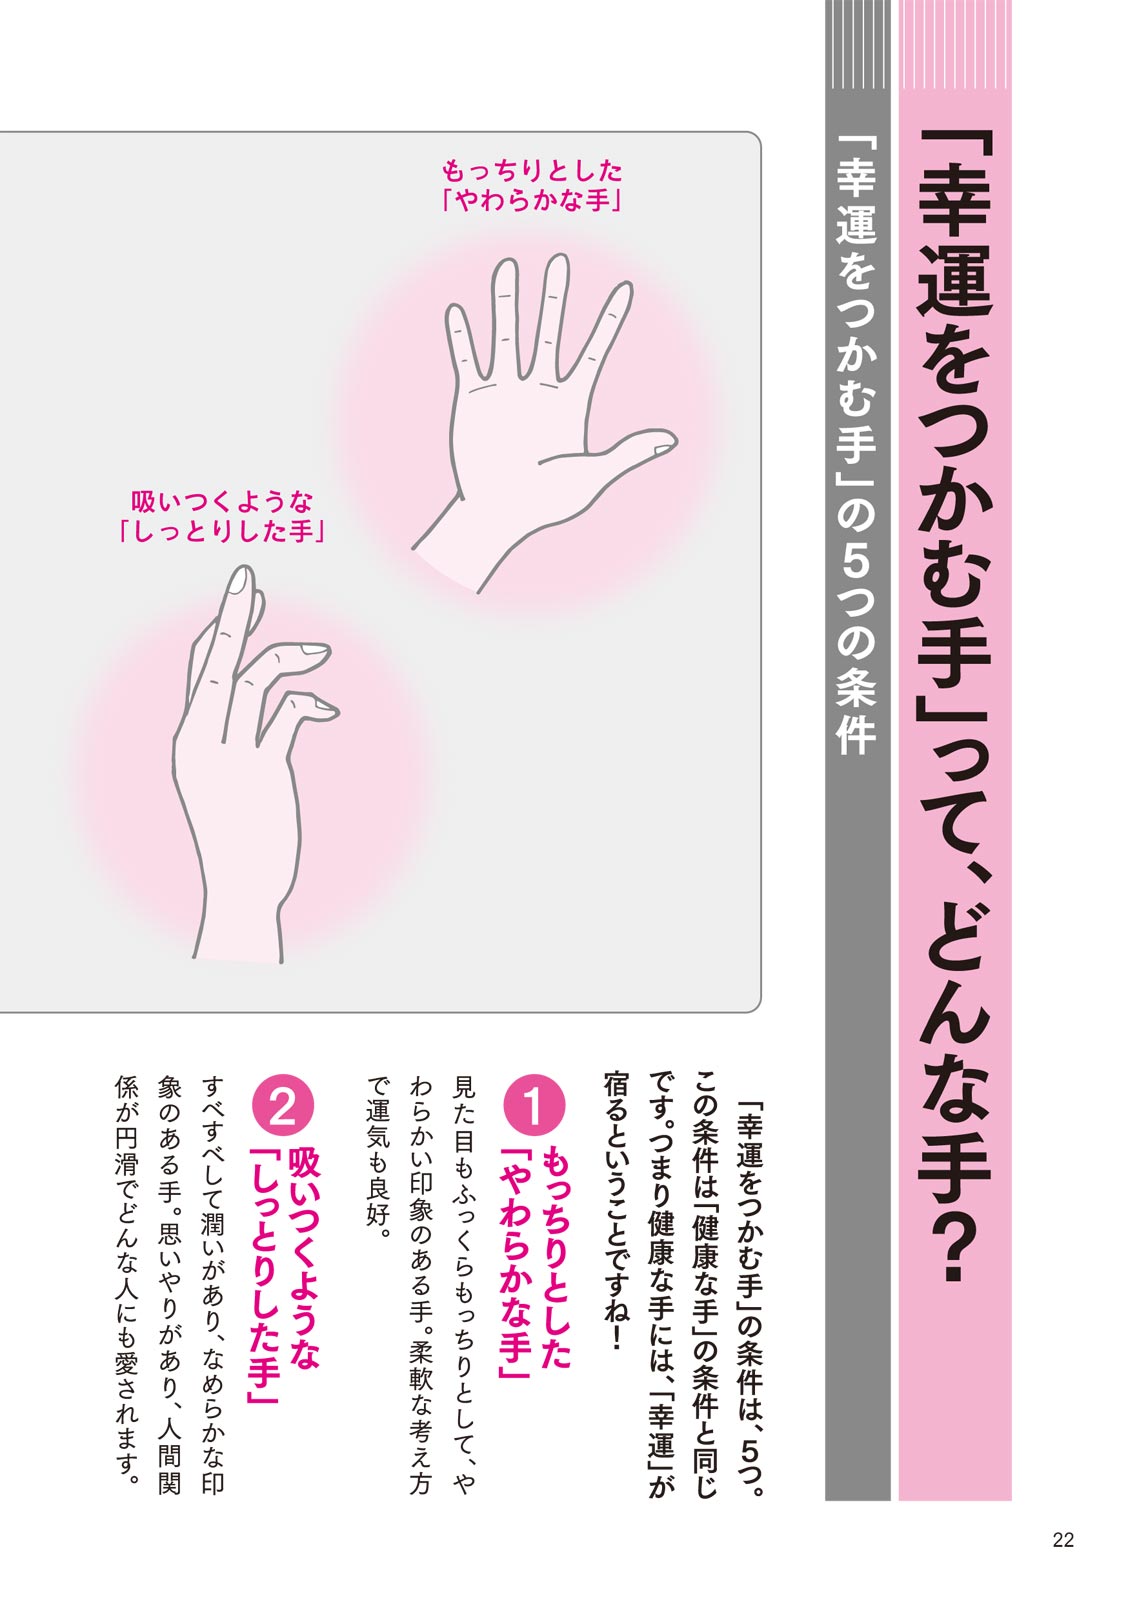 「幸運をつかむ手」って、どんな手？
「幸運をつかむ手」の5つの条件
もっちりとした
「やわらかな手」
吸いつくような
「しっとりした手」
「幸運をつかむ手」の条件は、5つ。
この条件は「健康な手」の条件と同じ
です。つまり健康な手には、「幸運」が
宿るということですね！
1 もっちりとした
「やわらかな手」
見た目もふっくらもっちりとして、や
わらかい印象のある手。柔軟な考え方
で運気も良好。
2 吸いつくような
「しっとりした手」
すべすべして潤いがあり、なめらかな印
象のある手。思いやりがあり、人間関
係が円滑でどんな人にも愛されます。
22